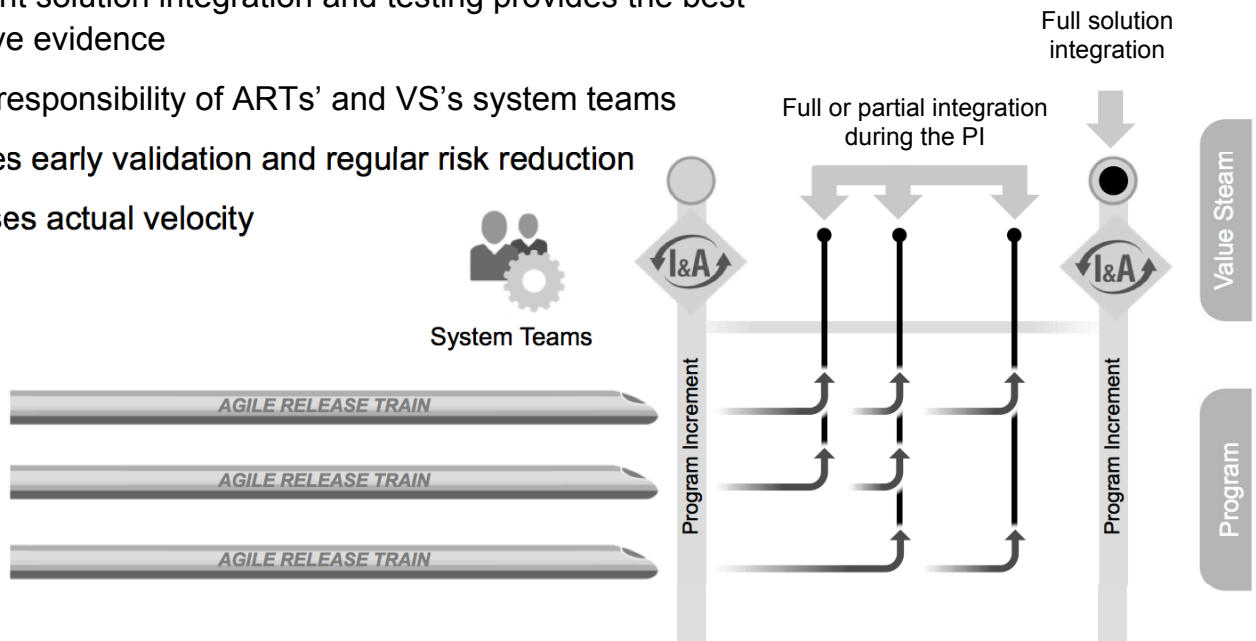 nt solution integration and testing provides the best
ve evidence
responsibility of ARTs' and VS's system teams
es early validation and regular risk reduction
ses actual velocity
Full solution
integration
Full or partial integration
during the PI
I&A
I&A
System Teams
Value Steam
AGILE RELEASE TRAIN
AGILE RELEASE TRAIN
AGILE RELEASE TRAIN
Program Increment
Program Increment
Program